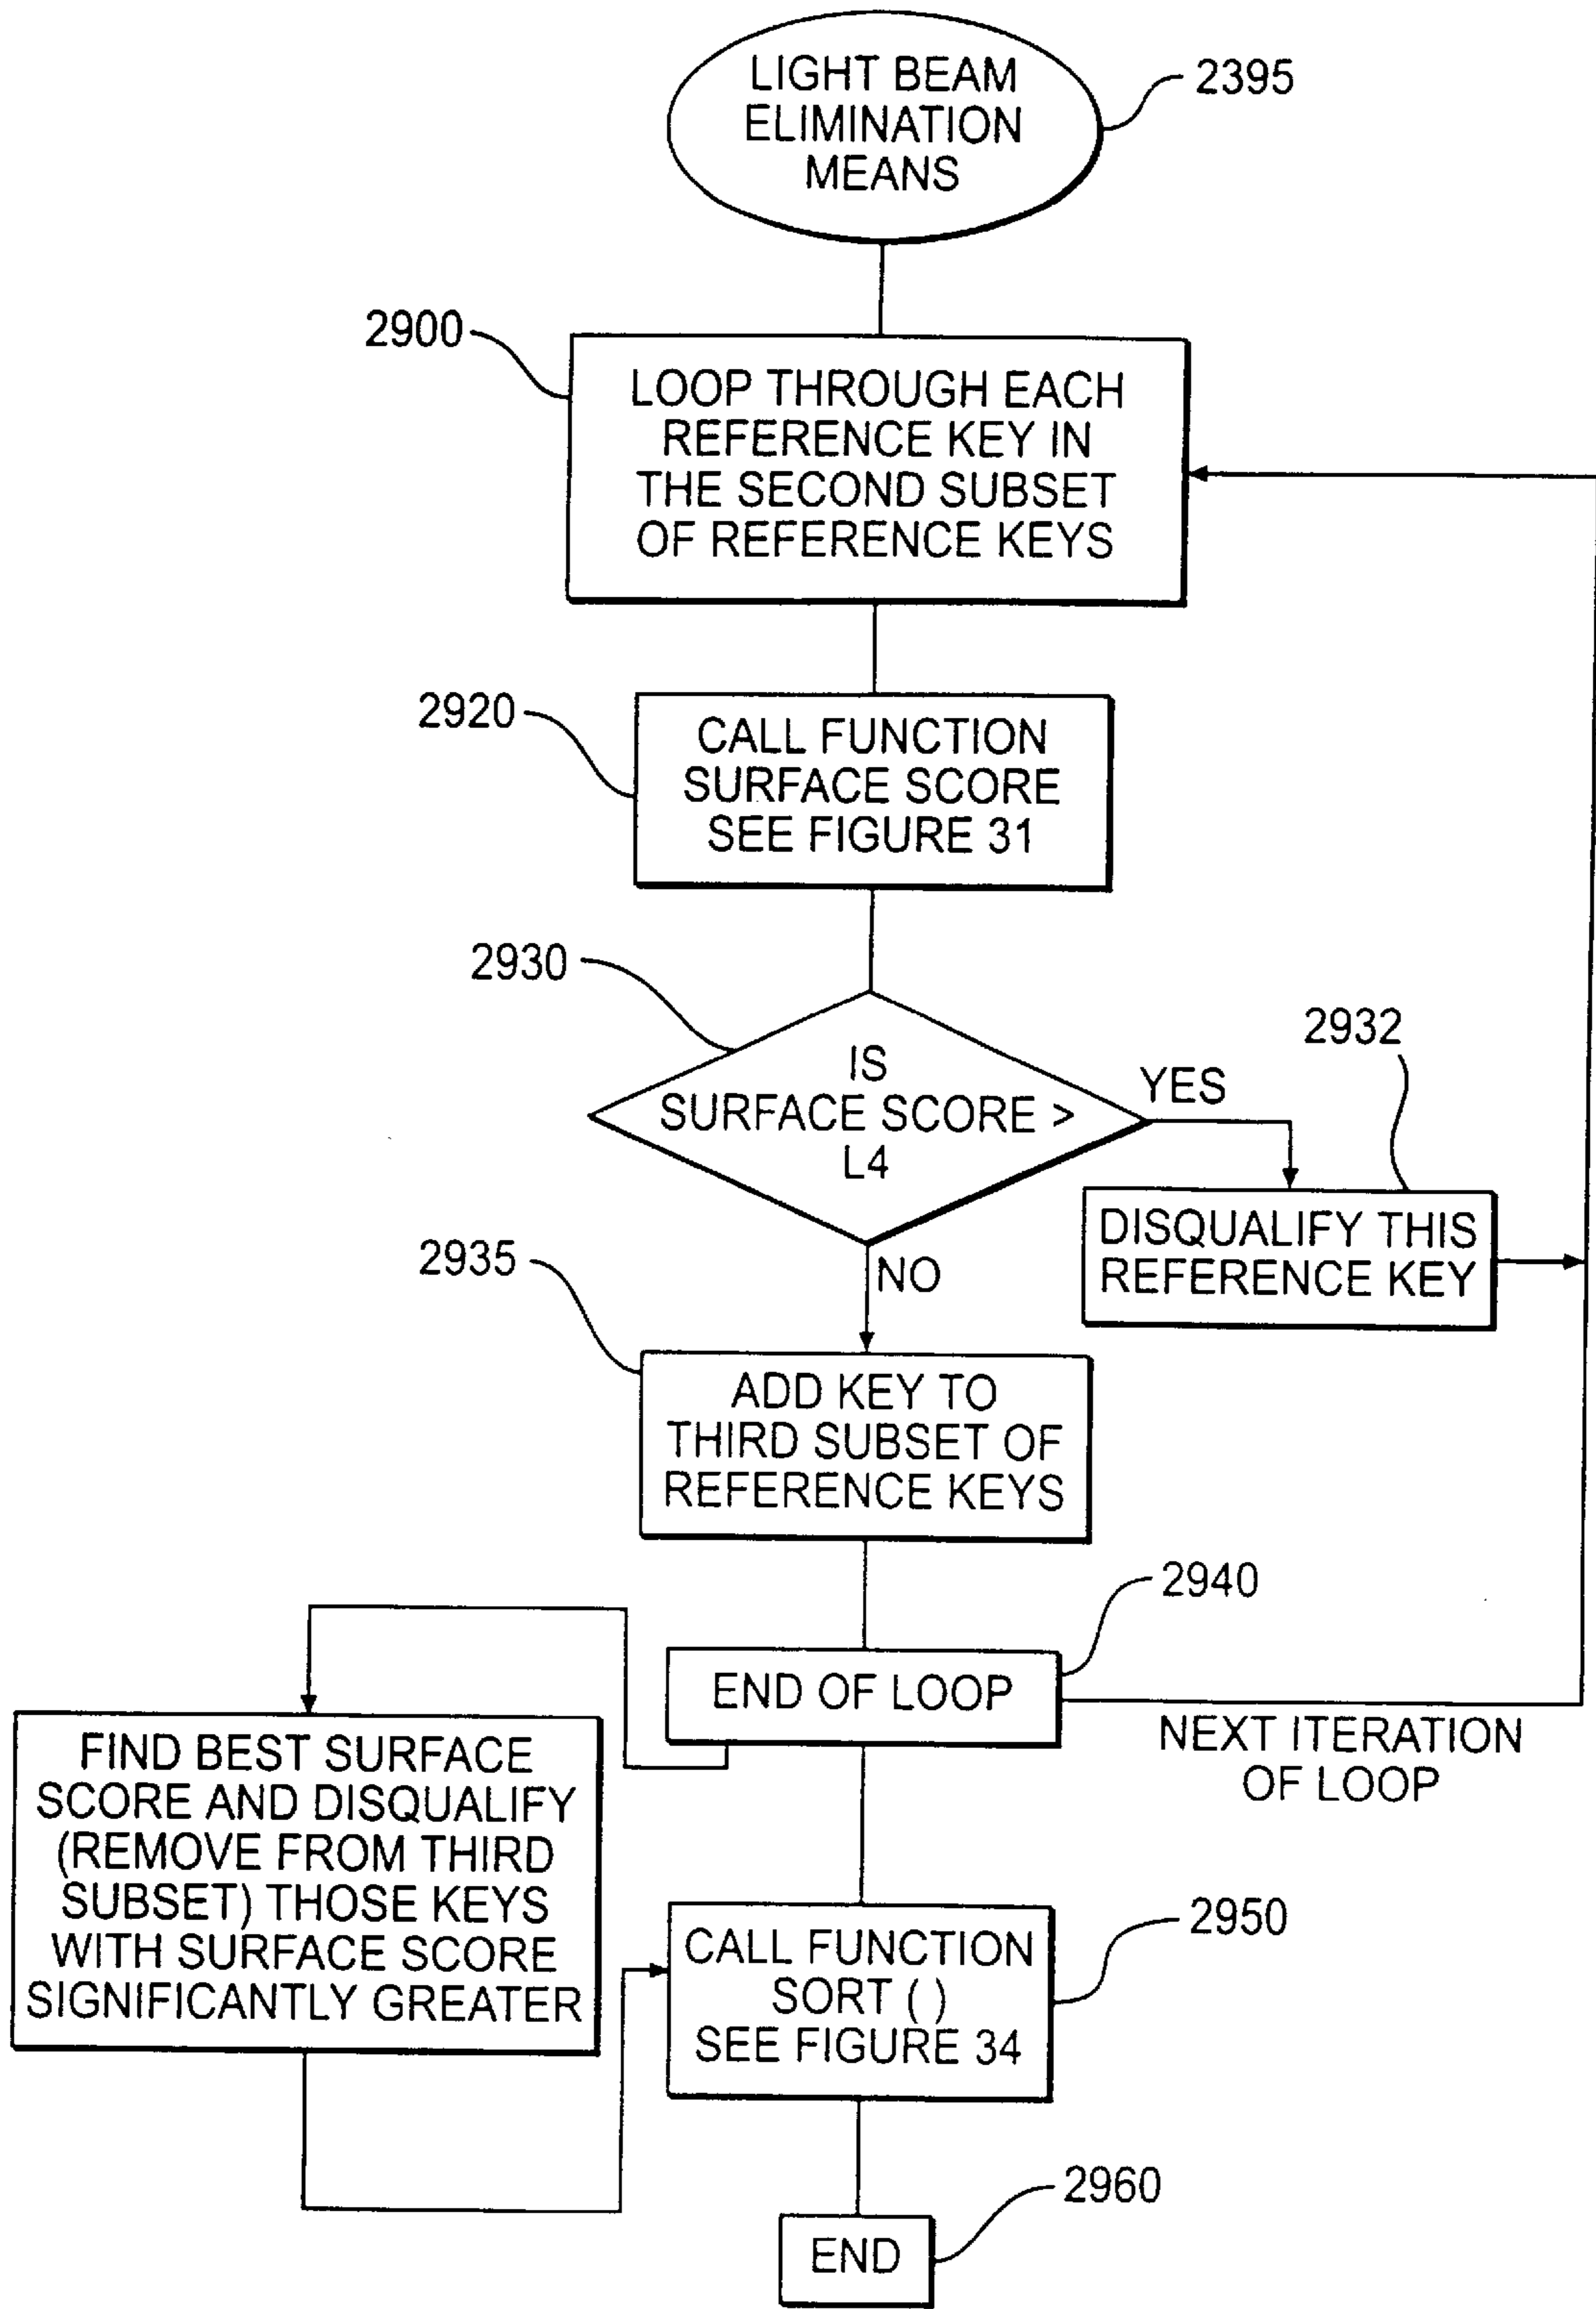 LIGHT BEAM
ELIMINATION
MEANS
2395
2900
LOOP THROUGH EACH
REFERENCE KEY IN
THE SECOND SUBSET
OF REFERENCE KEYS
2920
CALL FUNCTION
SURFACE SCORE
SEE FIGURE 31
2930
IS
SURFACE SCORE >
L4
YES
2932
DISQUALIFY THIS
REFERENCE KEY
NO
2935
ADD KEY TO
THIRD SUBSET OF
REFERENCE KEYS
2940
END OF LOOP
NEXT ITERATION
OF LOOP
FIND BEST SURFACE
SCORE AND DISQUALIFY
(REMOVE FROM THIRD
SUBSET) THOSE KEYS
WITH SURFACE SCORE
SIGNIFICANTLY GREATER
2950
CALL FUNCTION
SORT ( )
SEE FIGURE 34
2960
END